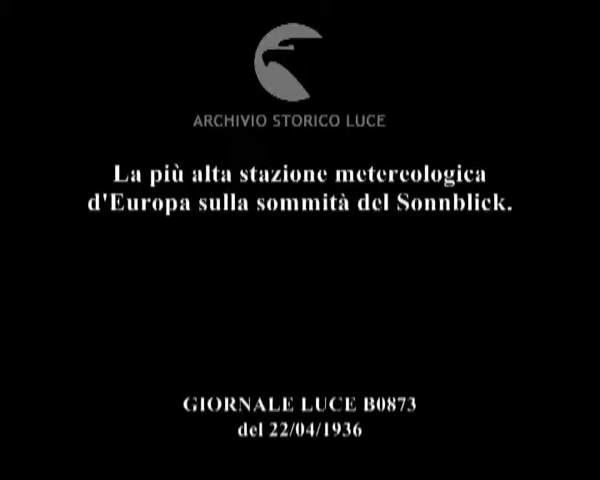 ARCHIVIO STORICO LUCE
La più alta stazione metereologica
d'Europa sulla sommità del Sonnblick.
GIORNALE LUCE B0873
del 22/04/1936